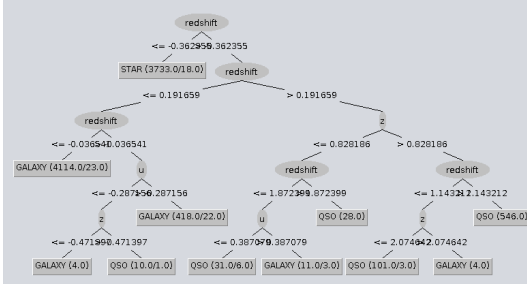 redshift
<= -0.362355 > -0.362355
STAR (3733.0/18.0) redshift
<= 0.191659 > 0.191659
redshift z
<= -0.036541 > -0.036541 <= 0.828186 > 0.828186
GALAXY (4114.0/23.0) u redshift redshift
<= -0.287156 > -0.287156 <= 1.872399 > 1.872399 <= 1.143212 > 1.143212
z GALAXY (418.0/22.0) u QSO (28.0) z QSO (546.0)
<= -0.471397 > -0.471397 <= 0.387079 > 0.387079 <= 2.074642 > 2.074642
GALAXY (4.0) QSO (10.0/1.0) QSO (31.0/6.0) GALAXY (11.0/3.0) QSO (101.0/3.0) GALAXY (4.0)